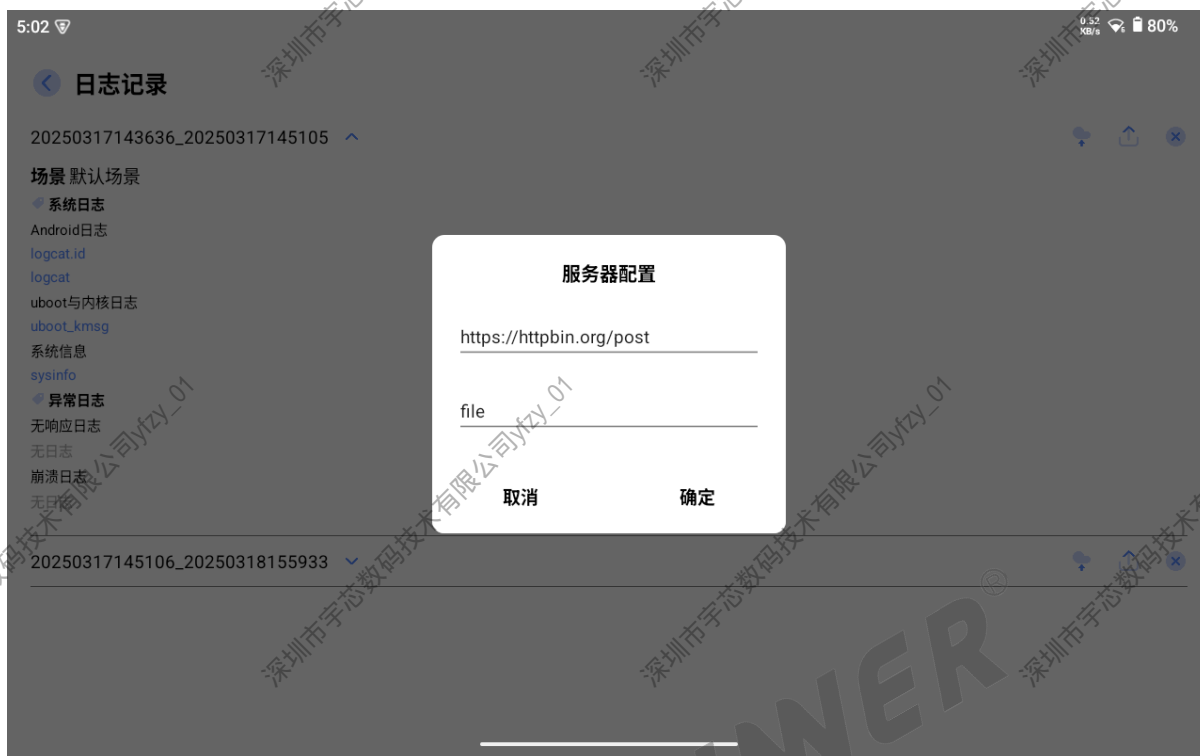 5:02
0.52
KB/s
80%
日志记录
20250317143636_20250317145105
场景 默认场景
系统日志
Android日志
logcat.id
logcat
uboot与内核日志
uboot_kmsg
系统信息
sysinfo
异常日志
无响应日志
无日志
崩溃日志
无日志
服务器配置
https://httpbin.org/post
file
取消 确定
20250317145106_20250318155933
深圳市宇芯数码技术有限公司yfzy_01
WER®